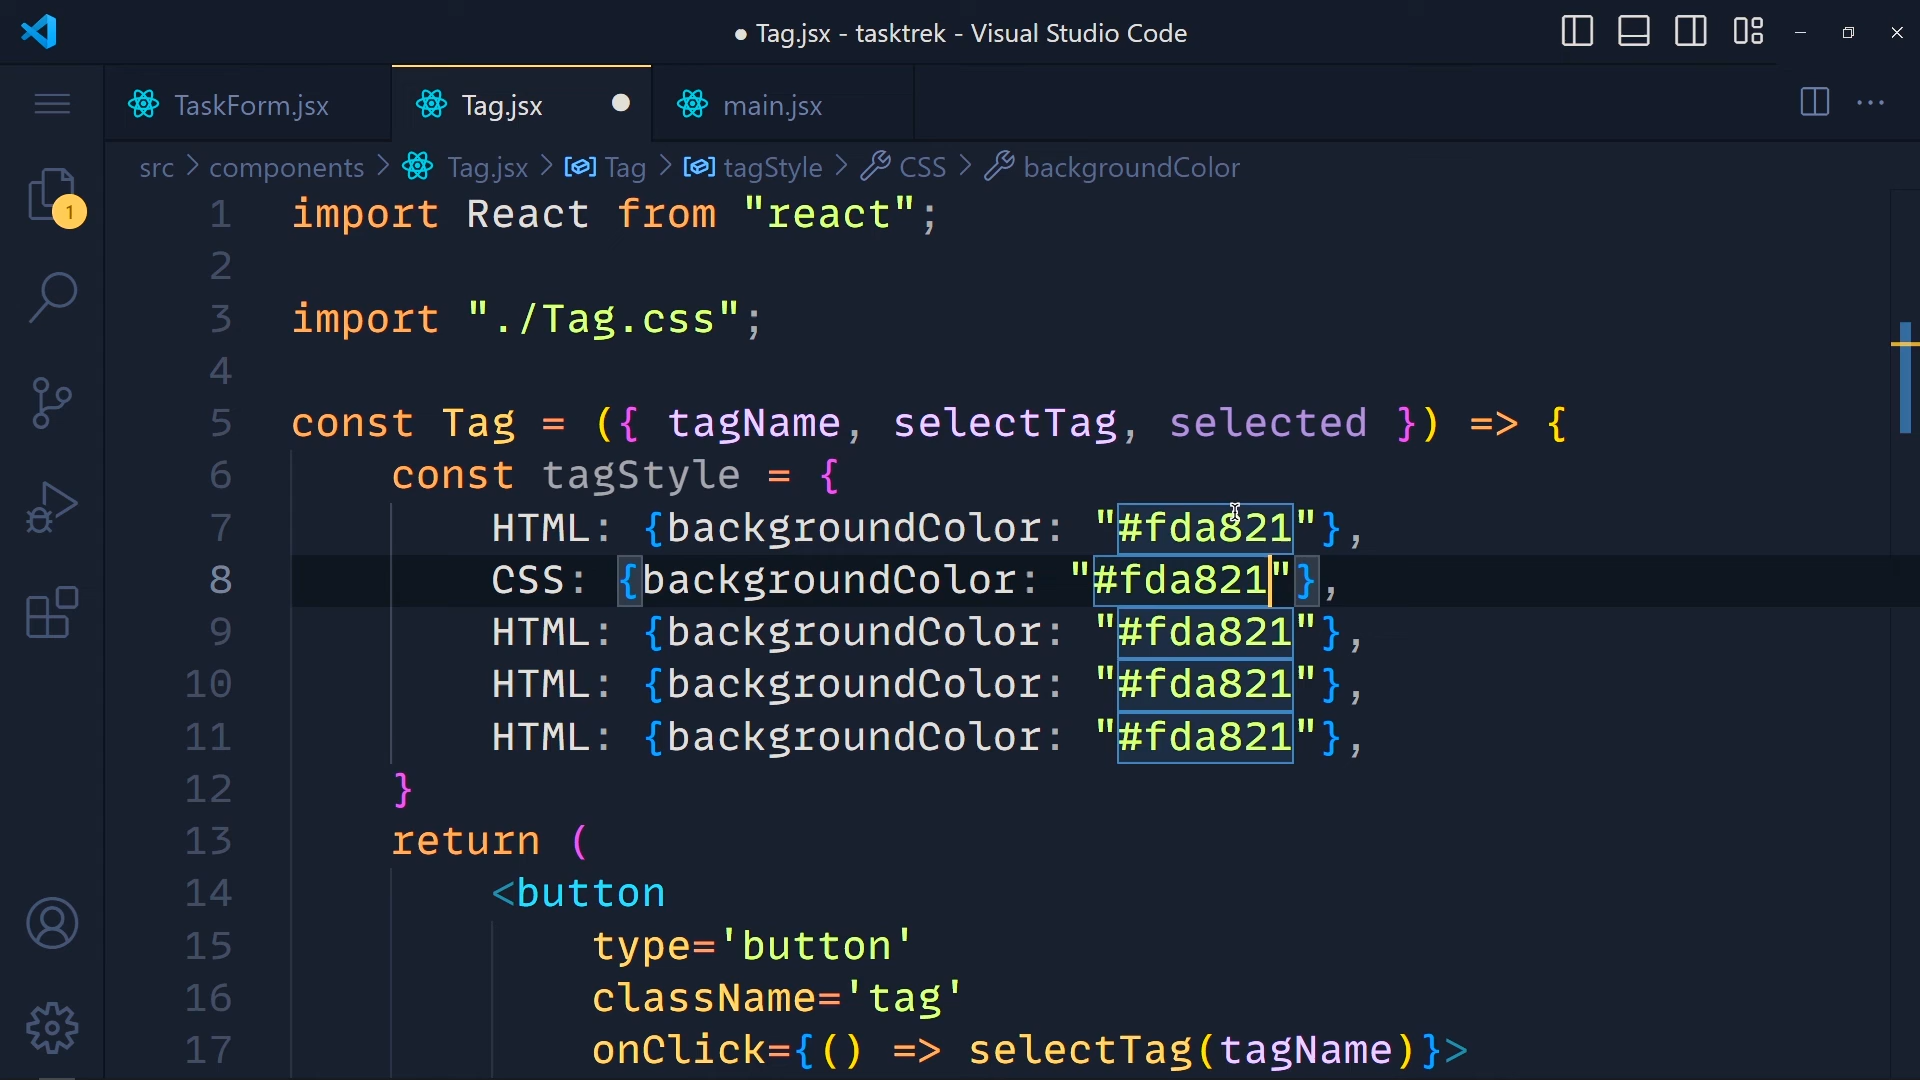 ● Tag.jsx - tasktrek - Visual Studio Code
TaskForm.jsx
Tag.jsx
main.jsx
1
src > components > Tag.jsx > Tag > tagStyle > CSS > backgroundColor
1 import React from "react";
2
3 import "./Tag.css";
4
5 const Tag = ({ tagName, selectTag, selected }) => {
6 const tagStyle = {
7 HTML: {backgroundColor: "#fda821"},
8 CSS: {backgroundColor: "#fda821"},
9 HTML: {backgroundColor: "#fda821"},
10 HTML: {backgroundColor: "#fda821"},
11 HTML: {backgroundColor: "#fda821"},
12 }
13 return (
14 <button
15 type='button'
16 className='tag'
17 onClick={() => selectTag(tagName)}>